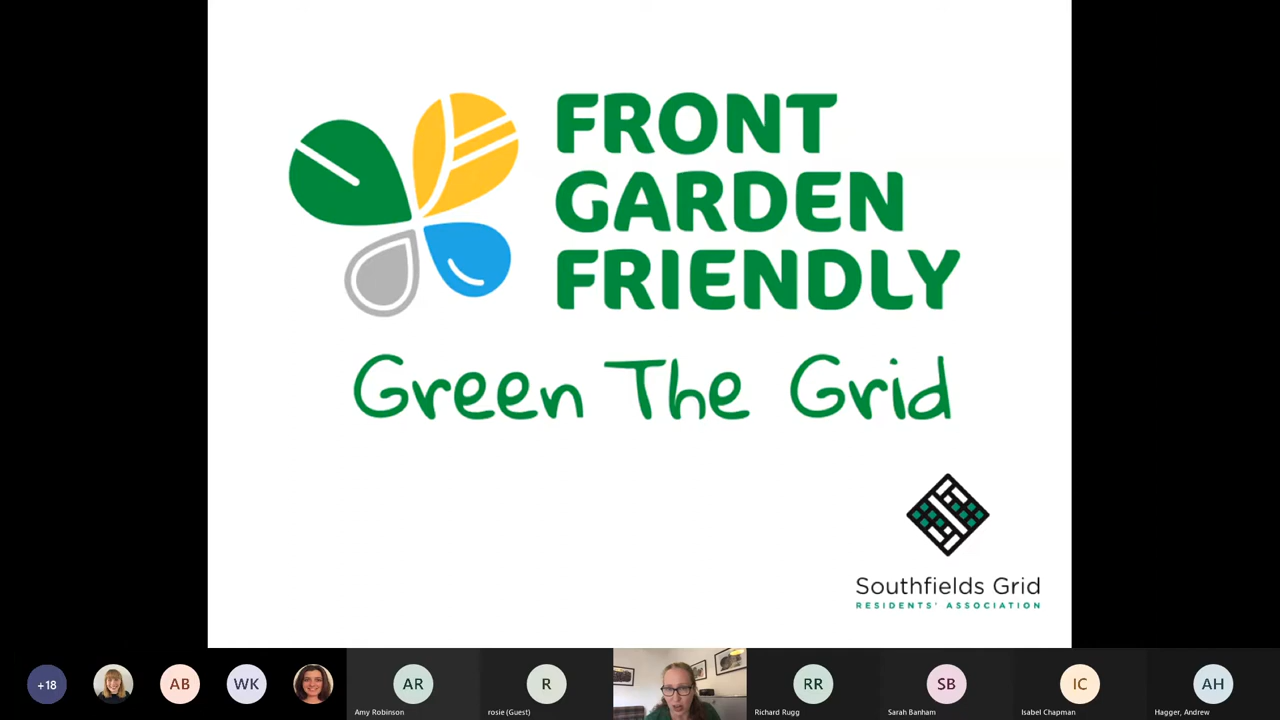 FRONT
GARDEN
FRIENDLY
Green The Grid
Southfields Grid
RESIDENTS' ASSOCIATION
+18
AB
WK
AR
R
RR
SB
IC
AH
Amy Robinson
rosie (Guest)
Richard Rugg
Sarah Banham
Isabel Chapman
Hagger, Andrew